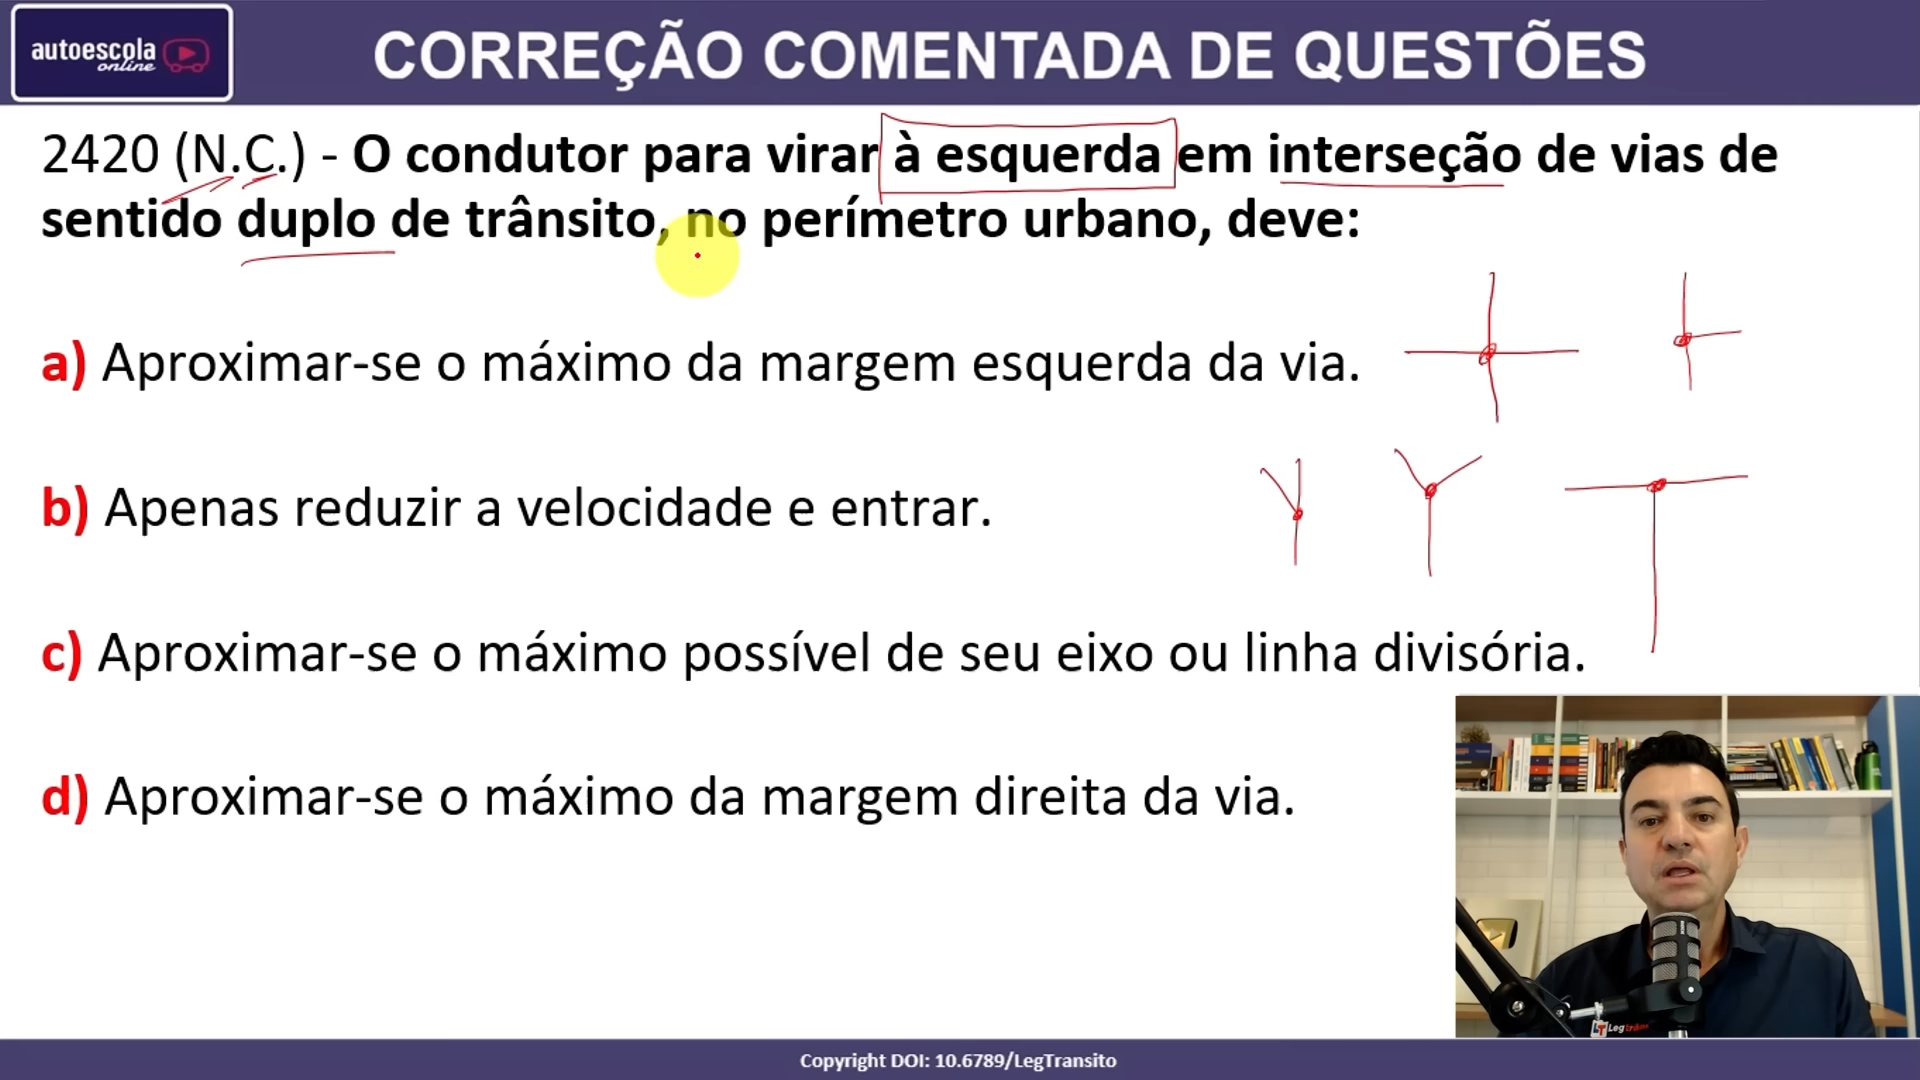 autoescola
online
CORREÇÃO COMENTADA DE QUESTÕES
2420 (N.C.) - O condutor para virar à esquerda em interseção de vias de
sentido duplo de trânsito, no perímetro urbano, deve:
a) Aproximar-se o máximo da margem esquerda da via.
b) Apenas reduzir a velocidade e entrar.
c) Aproximar-se o máximo possível de seu eixo ou linha divisória.
d) Aproximar-se o máximo da margem direita da via.
Copyright DOI: 10.6789/LegTransito